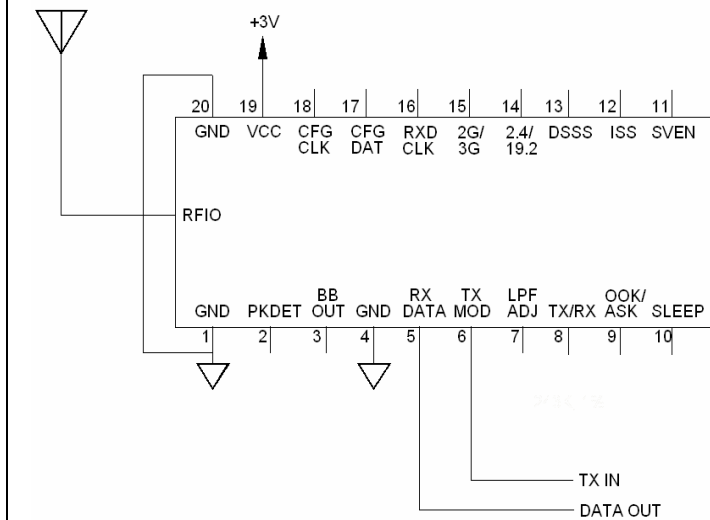 +3V
20 19 18 17 16 15 14 13 12 11
GND VCC CFG CLK CFG DAT RXD CLK 2G/ 3G 2.4/ 19.2 DSSS ISS SVEN
RFIO
GND PKDET BB OUT GND RX DATA TX MOD LPF ADJ TX/RX OOK/ ASK SLEEP
1 2 3 4 5 6 7 8 9 10
TX IN
DATA OUT